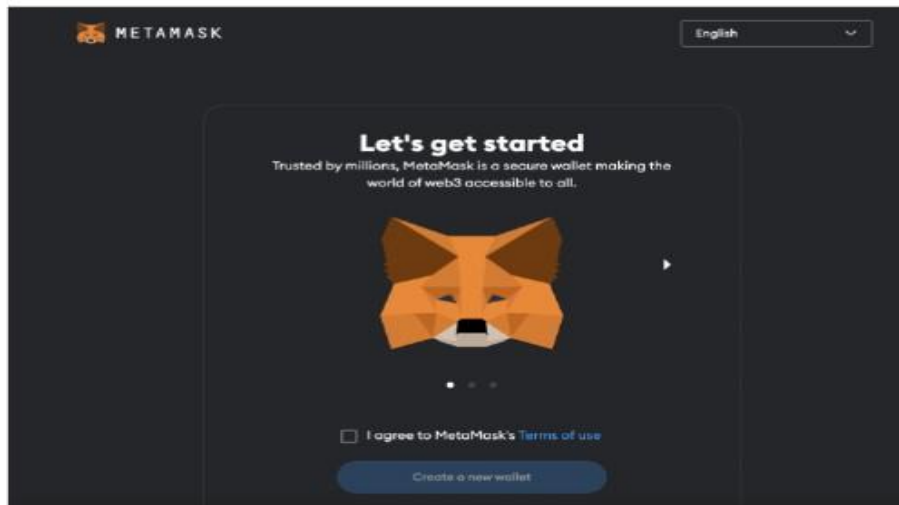 METAMASK
English
Let's get started
Trusted by millions, MetaMask is a secure wallet making the
world of web3 accessible to all.
I agree to MetaMask's Terms of use
Create a new wallet